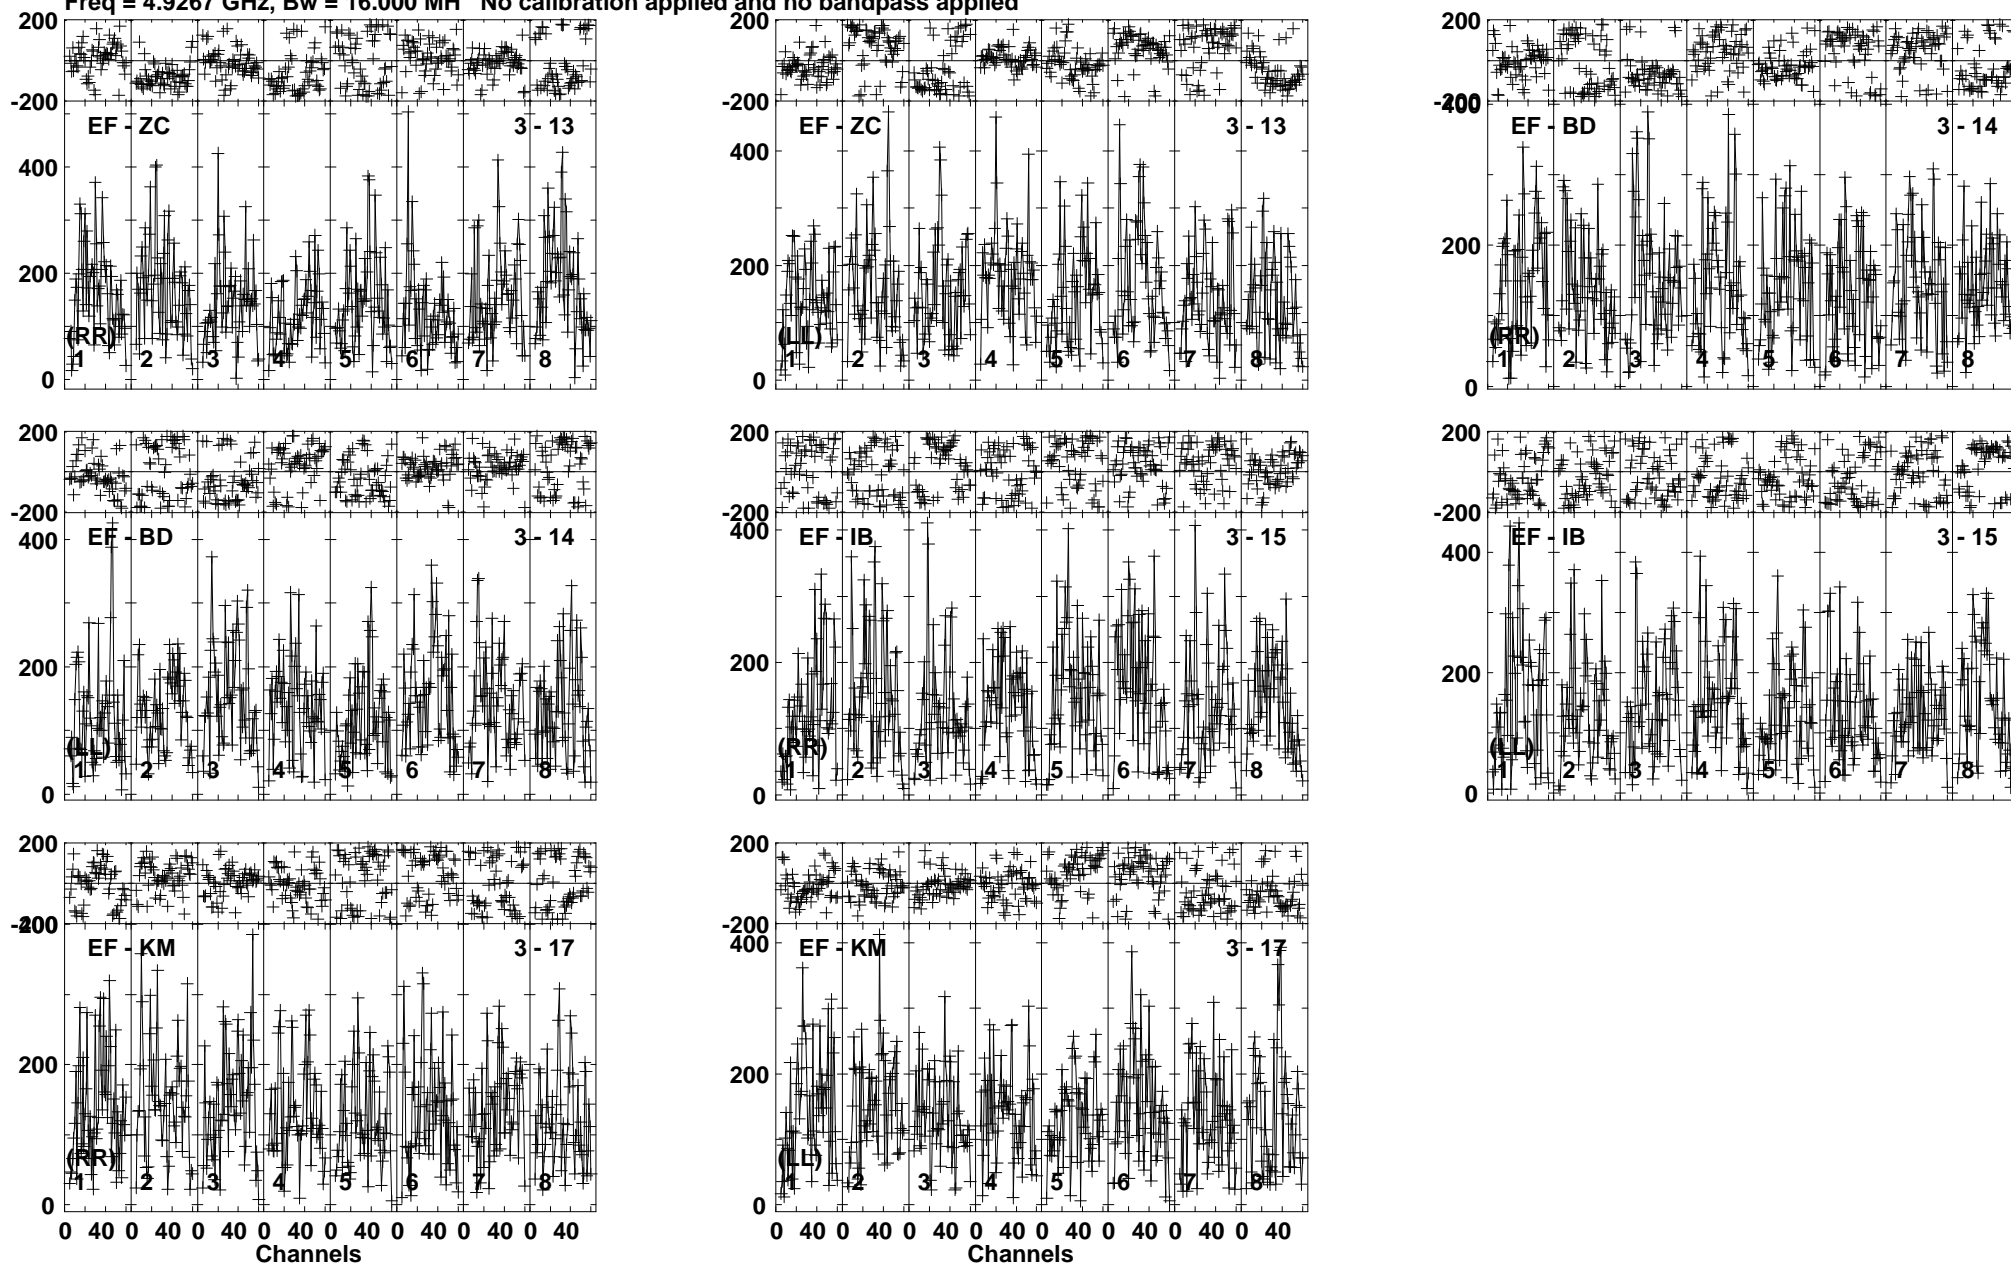 Freq = 4.9267 GHz, Bw = 16.000 MH No calibration applied and no bandpass applied
200 200 200
-200 -200 -200
EF - ZC 3 - 13 EF - ZC 3 - 13 400 EF - BD 3 - 14
400 400
200 200 200
(RR) (LL) (RR)
1 2 3 4 5 6 7 8 1 2 3 4 5 6 7 8 1 2 3 4 5 6 7 8
0 0 0
200 200 200
-200 -200 -200
EF - BD 3 - 14 EF - IB 3 - 15 EF - IB 3 - 15
400 400 400
200 200 200
(LL) (RR) (LL)
1 2 3 4 5 6 7 8 1 2 3 4 5 6 7 8 1 2 3 4 5 6 7 8
0 0 0
200 200
-200 -200
400 EF - KM 3 - 17 EF - KM 3 - 17
400
200 200
(RR) (LL)
1 2 3 4 5 6 7 8 1 2 3 4 5 6 7 8
0 0
0 40 0 40 0 40 0 40 0 40 0 40 0 40 0 40 0 40 0 40 0 40 0 40 0 40 0 40 0 40 0 40
Channels Channels